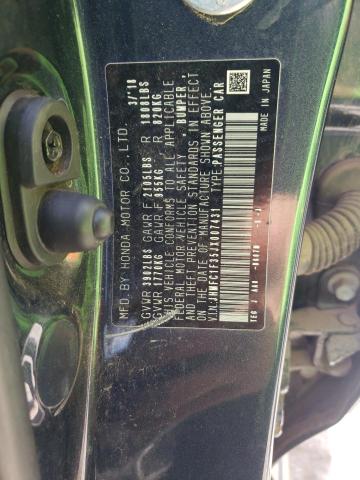 MFD. BY HONDA MOTOR CO., LTD. 3/'18
GVWR 3902LBS GAWR F 2105LBS R 1808LBS
GVWR 1770KG GAWR F 955KG R 820KG
THIS VEHICLE CONFORMS TO ALL APPLICABLE
FEDERAL MOTOR VEHICLE SAFETY, BUMPER,
AND THEFT PREVENTION STANDARDS IN EFFECT
ON THE DATE OF MANUFACTURE SHOWN ABOVE.
V.I.N: TYPE:PASSENGER CAR
MADE IN JAPAN